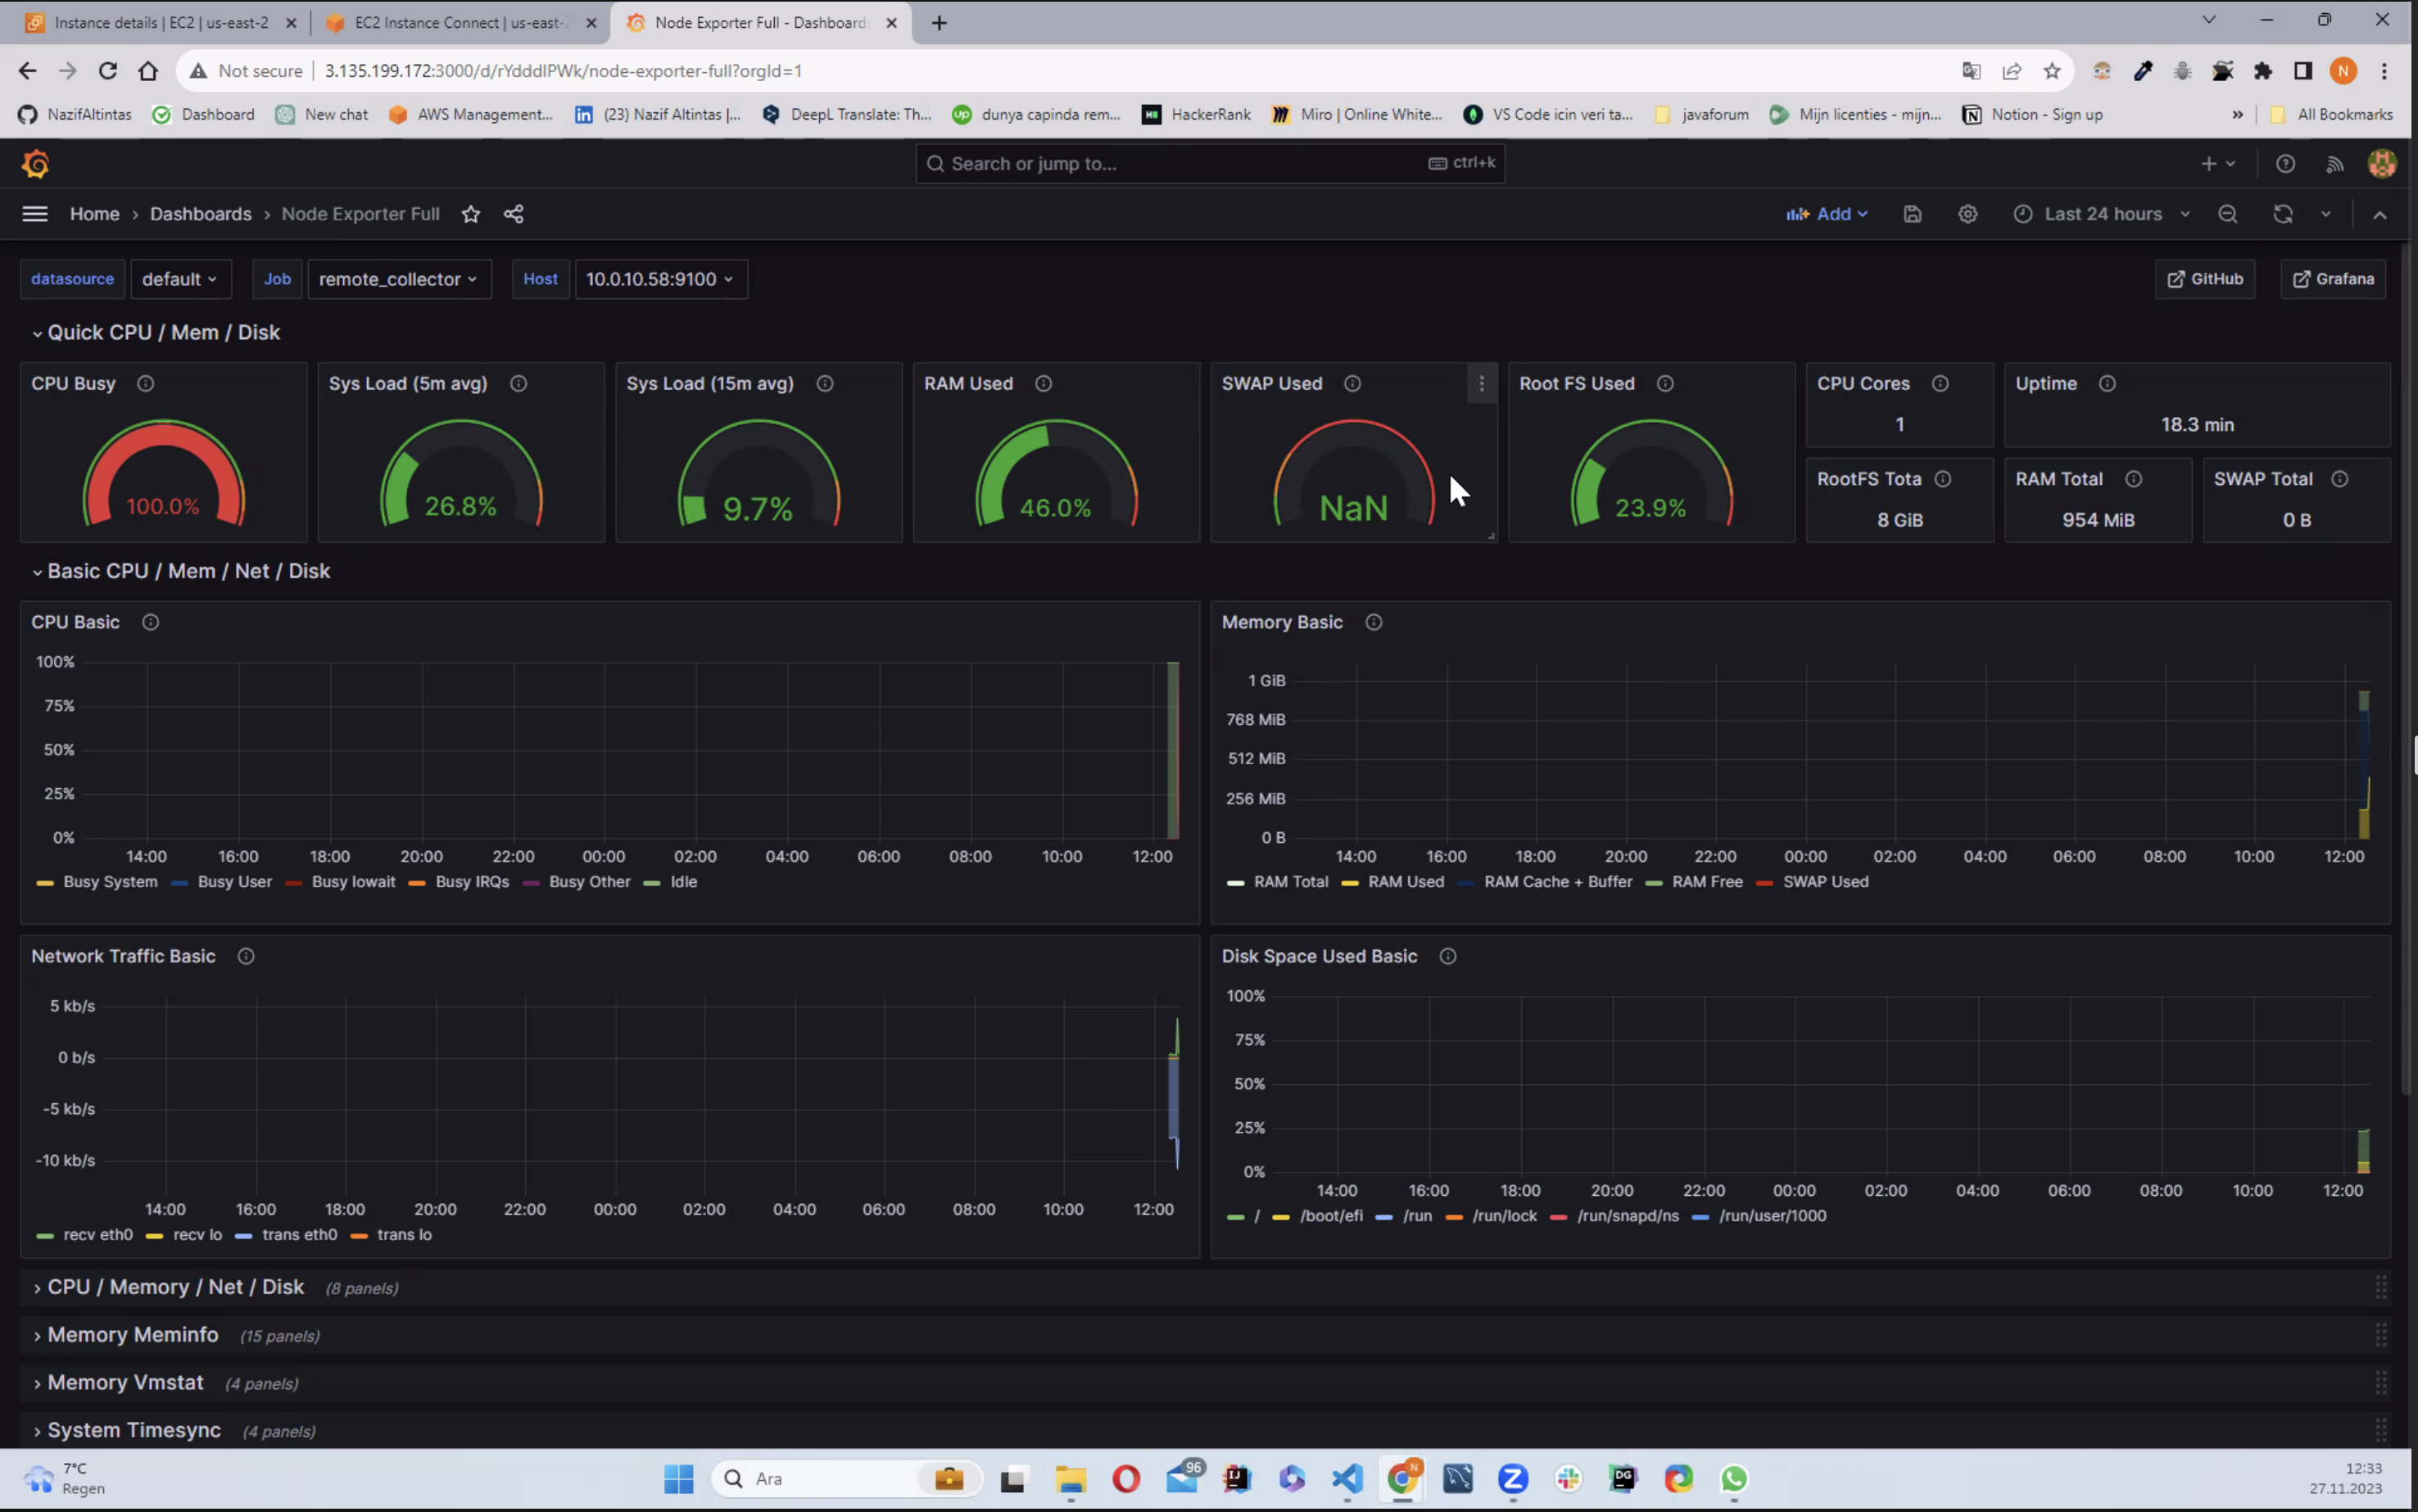 Instance details | EC2 | us-east-2
EC2 Instance Connect | us-east-2
Node Exporter Full - Dashboards
Not secure
3.135.199.172:3000/d/rYdddIPWk/node-exporter-full?orgId=1
N
NazifAltintas
Dashboard
New chat
AWS Management...
(23) Nazif Altintas |...
DeepL Translate: Th...
dunya capinda rem...
HackerRank
Miro | Online White...
VS Code icin veri ta...
javaforum
Mijn licenties - mijn...
Notion - Sign up
»
All Bookmarks
Search or jump to...
ctrl+k
Home › Dashboards › Node Exporter Full
Add
Last 24 hours
datasource default
Job remote_collector
Host 10.0.10.58:9100
GitHub
Grafana
Quick CPU / Mem / Disk
CPU Busy
100.0%
Sys Load (5m avg)
26.8%
Sys Load (15m avg)
9.7%
RAM Used
46.0%
SWAP Used
NaN
Root FS Used
23.9%
CPU Cores
1
Uptime
18.3 min
RootFS Tota
8 GiB
RAM Total
954 MiB
SWAP Total
0 B
Basic CPU / Mem / Net / Disk
CPU Basic
100%
75%
50%
25%
0%
14:00 16:00 18:00 20:00 22:00 00:00 02:00 04:00 06:00 08:00 10:00 12:00
Busy System Busy User Busy Iowait Busy IRQs Busy Other Idle
Memory Basic
1 GiB
768 MiB
512 MiB
256 MiB
0 B
14:00 16:00 18:00 20:00 22:00 00:00 02:00 04:00 06:00 08:00 10:00 12:00
RAM Total RAM Used RAM Cache + Buffer RAM Free SWAP Used
Network Traffic Basic
5 kb/s
0 b/s
-5 kb/s
-10 kb/s
14:00 16:00 18:00 20:00 22:00 00:00 02:00 04:00 06:00 08:00 10:00 12:00
recv eth0 recv lo trans eth0 trans lo
Disk Space Used Basic
100%
75%
50%
25%
0%
14:00 16:00 18:00 20:00 22:00 00:00 02:00 04:00 06:00 08:00 10:00 12:00
/ /boot/efi /run /run/lock /run/snapd/ns /run/user/1000
CPU / Memory / Net / Disk (8 panels)
Memory Meminfo (15 panels)
Memory Vmstat (4 panels)
System Timesync (4 panels)
7°C
Regen
Ara
96
IJ
N
DG
12:33
27.11.2023